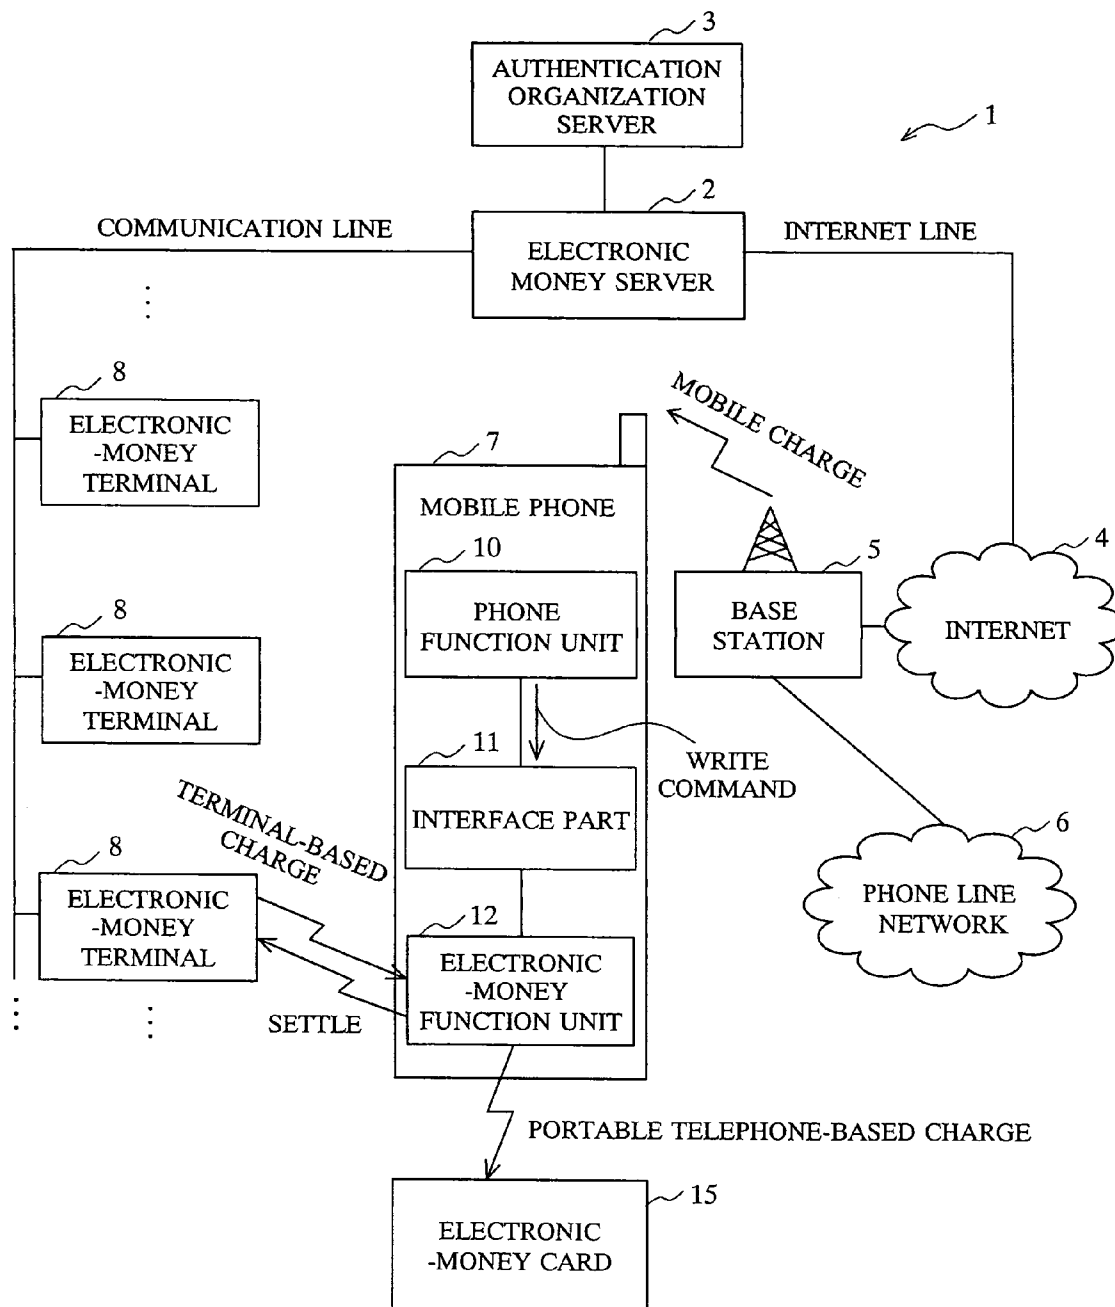 3
AUTHENTICATION
ORGANIZATION
SERVER
1
2
COMMUNICATION LINE
INTERNET LINE
ELECTRONIC
MONEY SERVER
8
ELECTRONIC
-MONEY
TERMINAL
MOBILE CHARGE
7
MOBILE PHONE
10
PHONE
FUNCTION UNIT
5
BASE
STATION
4
INTERNET
8
ELECTRONIC
-MONEY
TERMINAL
11
INTERFACE PART
WRITE
COMMAND
TERMINAL-BASED
CHARGE
8
ELECTRONIC
-MONEY
TERMINAL
6
PHONE LINE
NETWORK
12
ELECTRONIC
-MONEY
FUNCTION UNIT
SETTLE
PORTABLE TELEPHONE-BASED CHARGE
15
ELECTRONIC
-MONEY CARD